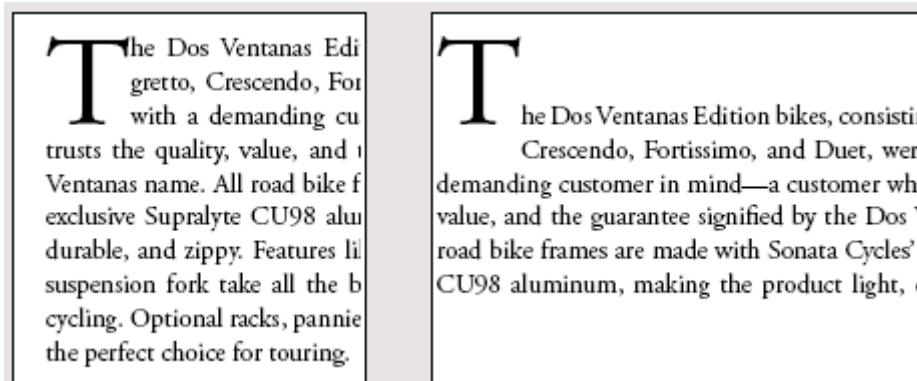 The Dos Ventanas Edi
gretto, Crescendo, For
with a demanding cu
trusts the quality, value, and
Ventanas name. All road bike f
exclusive Supralyte CU98 alu
durable, and zippy. Features li
suspension fork take all the b
cycling. Optional racks, pannie
the perfect choice for touring.
The Dos Ventanas Edition bikes, consisti
Crescendo, Fortissimo, and Duet, wer
demanding customer in mind—a customer wh
value, and the guarantee signified by the Dos
road bike frames are made with Sonata Cycles’
CU98 aluminum, making the product light,